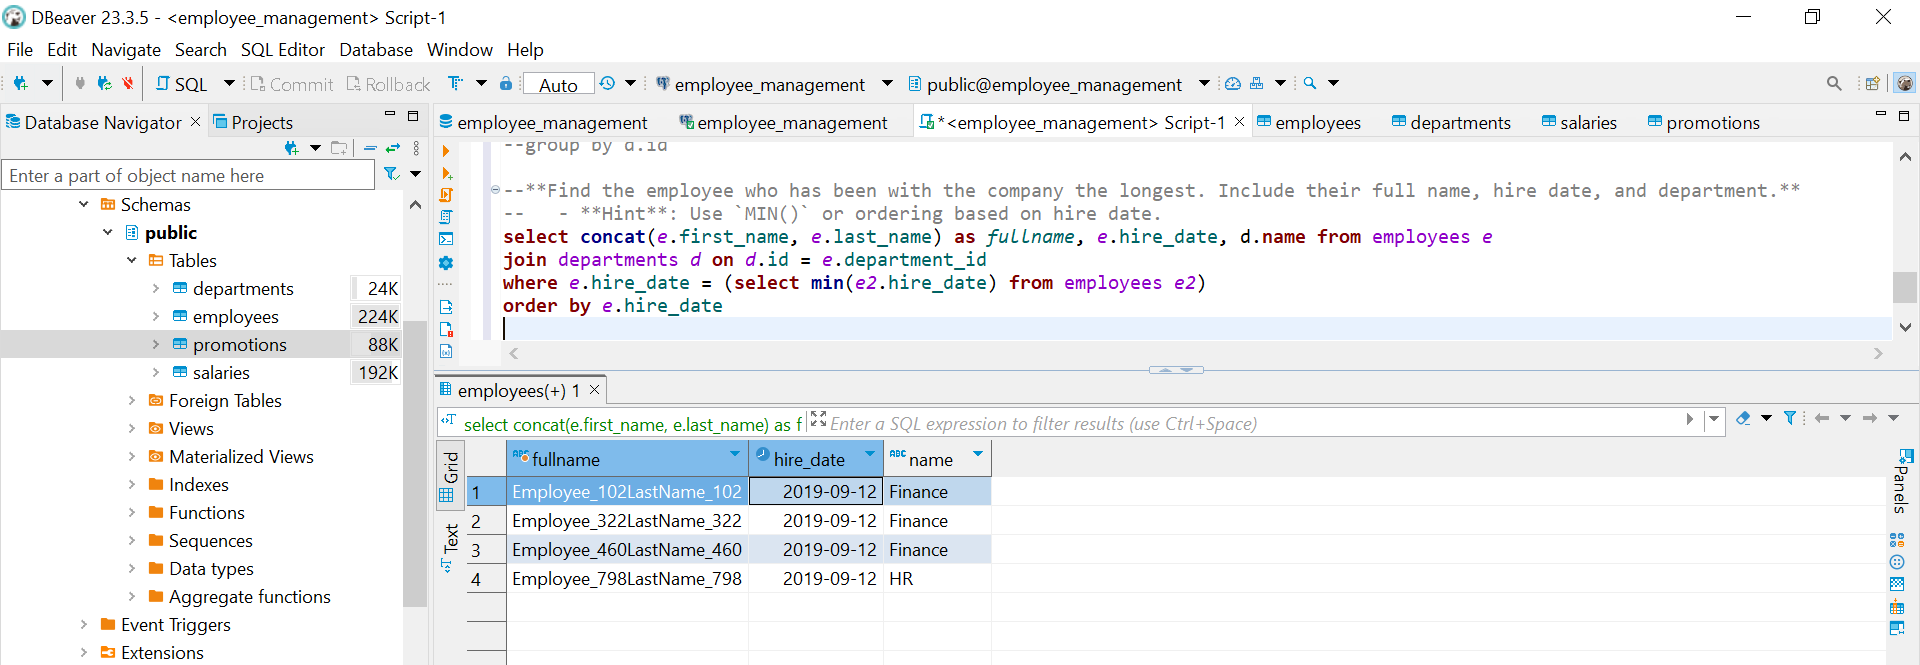 DBeaver 23.3.5 - <employee_management> Script-1
File Edit Navigate Search SQL Editor Database Window Help
SQL Commit Rollback Auto employee_management public@employee_management
Database Navigator Projects
Enter a part of object name here
Schemas
public
Tables
departments 24K
employees 224K
promotions 88K
salaries 192K
Foreign Tables
Views
Materialized Views
Indexes
Functions
Sequences
Data types
Aggregate functions
Event Triggers
Extensions
employee_management employee_management *<employee_management> Script-1 employees departments salaries promotions
--group by d.id
--**Find the employee who has been with the company the longest. Include their full name, hire date, and department.**
--   - **Hint**: Use `MIN()` or ordering based on hire date.
select concat(e.first_name, e.last_name) as fullname, e.hire_date, d.name from employees e
join departments d on d.id = e.department_id
where e.hire_date = (select min(e2.hire_date) from employees e2)
order by e.hire_date
employees(+) 1
select concat(e.first_name, e.last_name) as f Enter a SQL expression to filter results (use Ctrl+Space)
Grid
Text
fullname hire_date name
1 Employee_102LastName_102 2019-09-12 Finance
2 Employee_322LastName_322 2019-09-12 Finance
3 Employee_460LastName_460 2019-09-12 Finance
4 Employee_798LastName_798 2019-09-12 HR
Panels